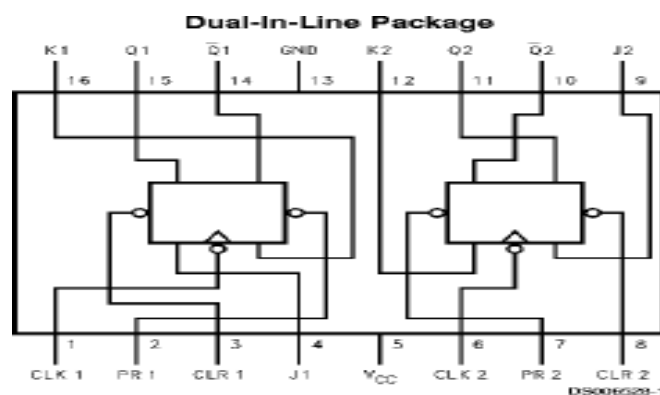 Dual-In-Line Package
K1 Q1 Q̅1 GND K2 Q2 Q̅2 J2
16 15 14 13 12 11 10 9
1 2 3 4 5 6 7 8
CLK 1 PR 1 CLR 1 J1 VCC CLK 2 PR 2 CLR 2
DS006528-1